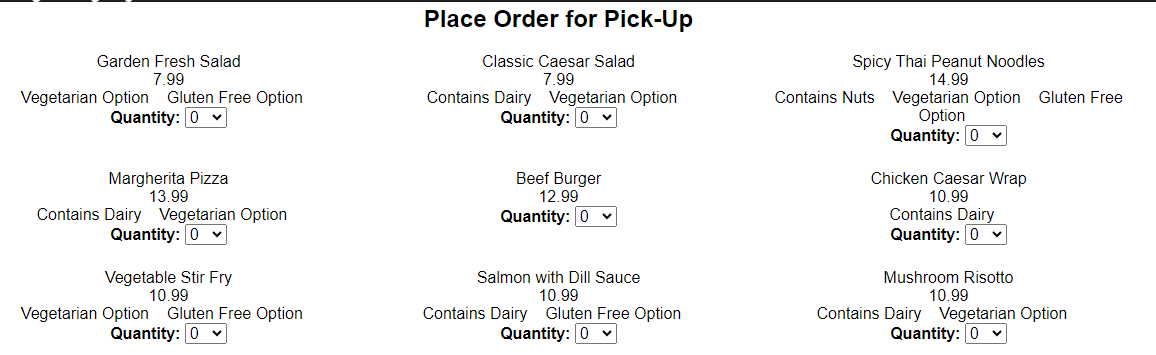 Place Order for Pick-Up
Garden Fresh Salad
7.99
Vegetarian Option Gluten Free Option
Quantity: 0
Classic Caesar Salad
7.99
Contains Dairy Vegetarian Option
Quantity: 0
Spicy Thai Peanut Noodles
14.99
Contains Nuts Vegetarian Option Gluten Free
Option
Quantity: 0
Margherita Pizza
13.99
Contains Dairy Vegetarian Option
Quantity: 0
Beef Burger
12.99
Quantity: 0
Chicken Caesar Wrap
10.99
Contains Dairy
Quantity: 0
Vegetable Stir Fry
10.99
Vegetarian Option Gluten Free Option
Quantity: 0
Salmon with Dill Sauce
10.99
Contains Dairy Gluten Free Option
Quantity: 0
Mushroom Risotto
10.99
Contains Dairy Vegetarian Option
Quantity: 0